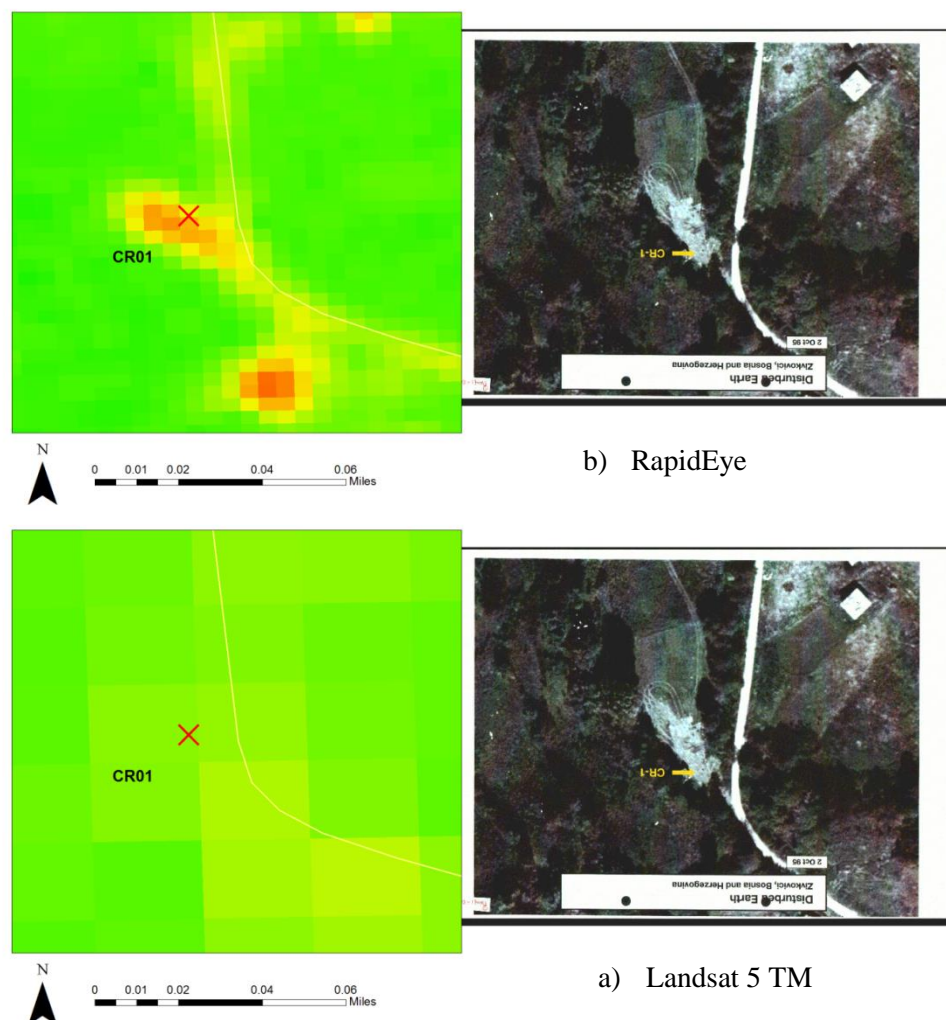 CR01
CR-1
2 Oct 95
Disturbed Earth
Zivkovici, Bosnia and Herzegovina
N
0 0.01 0.02 0.04 0.06
Miles
b) RapidEye
CR01
CR-1
2 Oct 95
Disturbed Earth
Zivkovici, Bosnia and Herzegovina
N
0 0.01 0.02 0.04 0.06
Miles
a) Landsat 5 TM